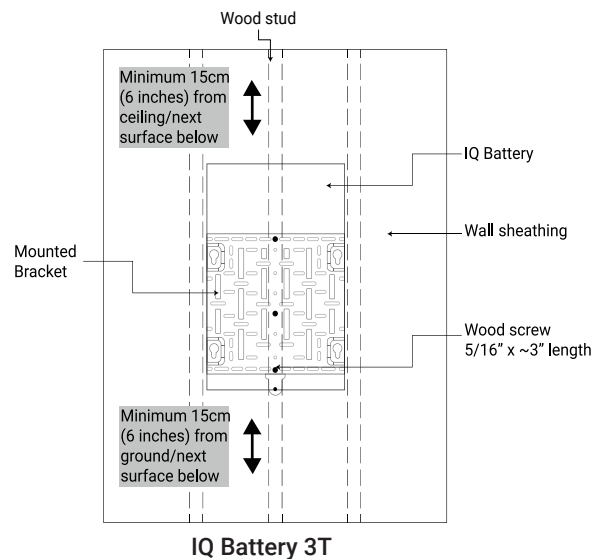 Wood stud
Minimum 15cm
(6 inches) from
ceiling/next
surface below
IQ Battery
Wall sheathing
Mounted
Bracket
Wood screw
5/16” x ~3” length
Minimum 15cm
(6 inches) from
ground/next
surface below
IQ Battery 3T